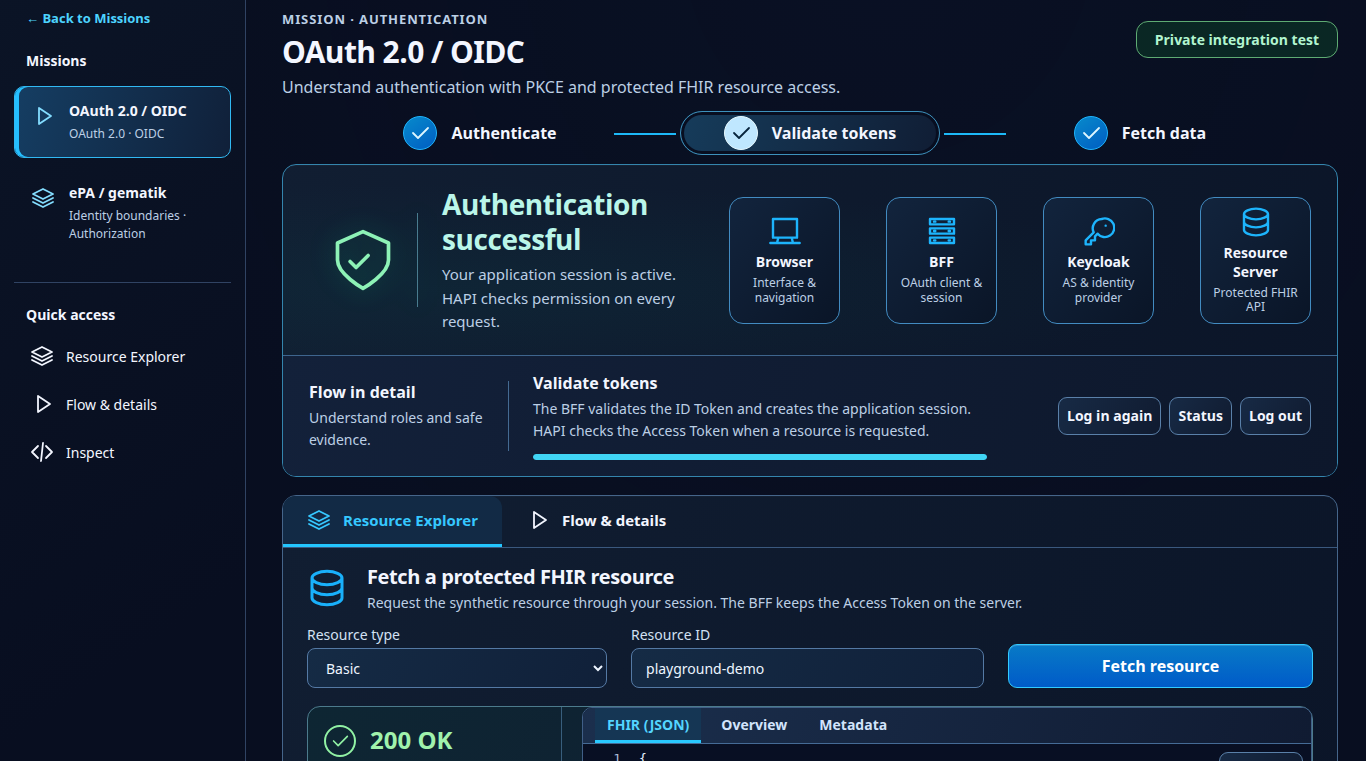 ← Back to Missions
Missions
OAuth 2.0 / OIDC
OAuth 2.0 · OIDC
ePA / gematik
Identity boundaries ·
Authorization
Quick access
Resource Explorer
Flow & details
Inspect
MISSION · AUTHENTICATION
OAuth 2.0 / OIDC
Understand authentication with PKCE and protected FHIR resource access.
Private integration test
Authenticate
Validate tokens
Fetch data
Authentication
successful
Your application session is active.
HAPI checks permission on every
request.
Browser
Interface &
navigation
BFF
OAuth client &
session
Keycloak
AS & identity
provider
Resource
Server
Protected FHIR
API
Flow in detail
Understand roles and safe
evidence.
Validate tokens
The BFF validates the ID Token and creates the application session.
HAPI checks the Access Token when a resource is requested.
Log in again
Status
Log out
Resource Explorer
Flow & details
Fetch a protected FHIR resource
Request the synthetic resource through your session. The BFF keeps the Access Token on the server.
Resource type
Basic
Resource ID
playground-demo
Fetch resource
200 OK
FHIR (JSON)
Overview
Metadata
1 {